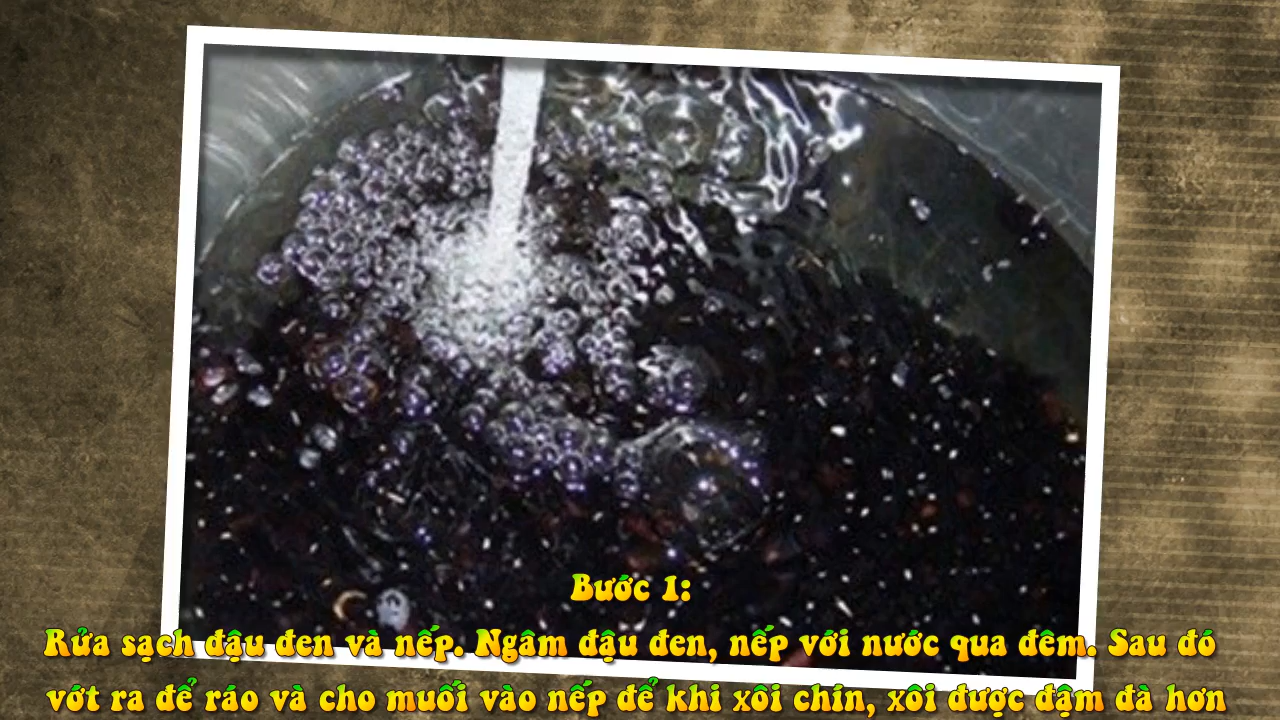 Bước 1:
Rửa sạch đậu đen và nếp. Ngâm đậu đen, nếp với nước qua đêm. Sau đó
vớt ra để ráo và cho muối vào nếp để khi xôi chín, xôi được đậm đà hơn